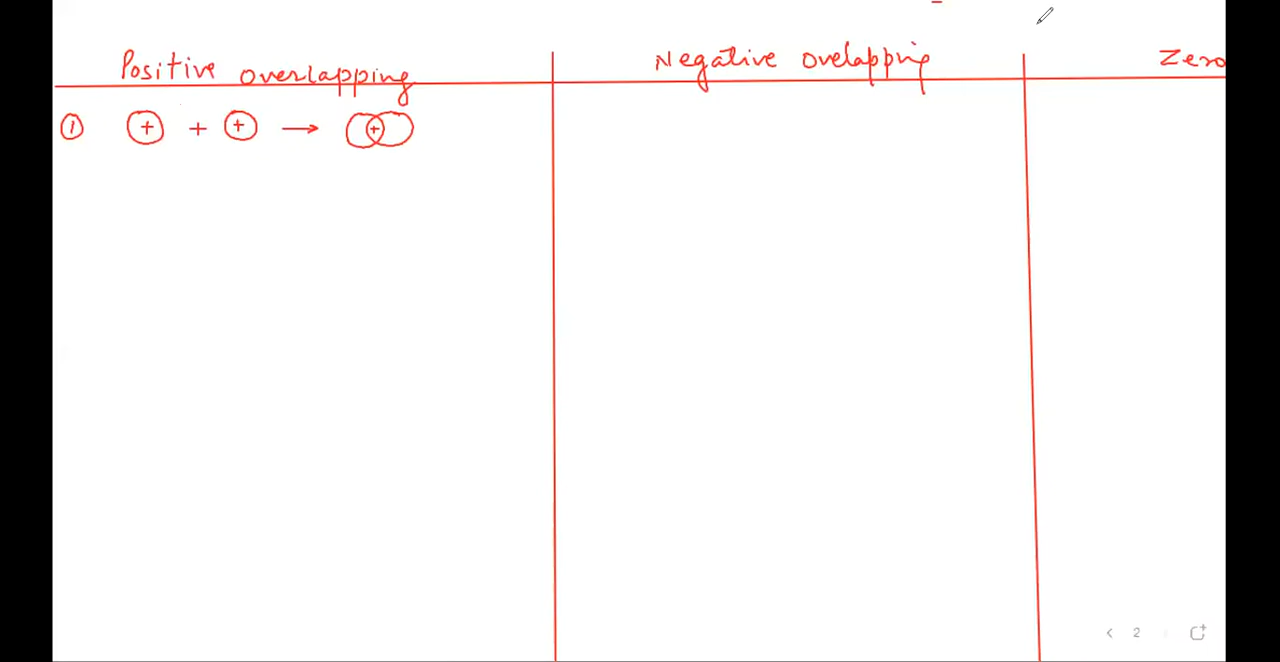 Positive overlapping
Negative ovelapping
Zero
① + + + → +
2